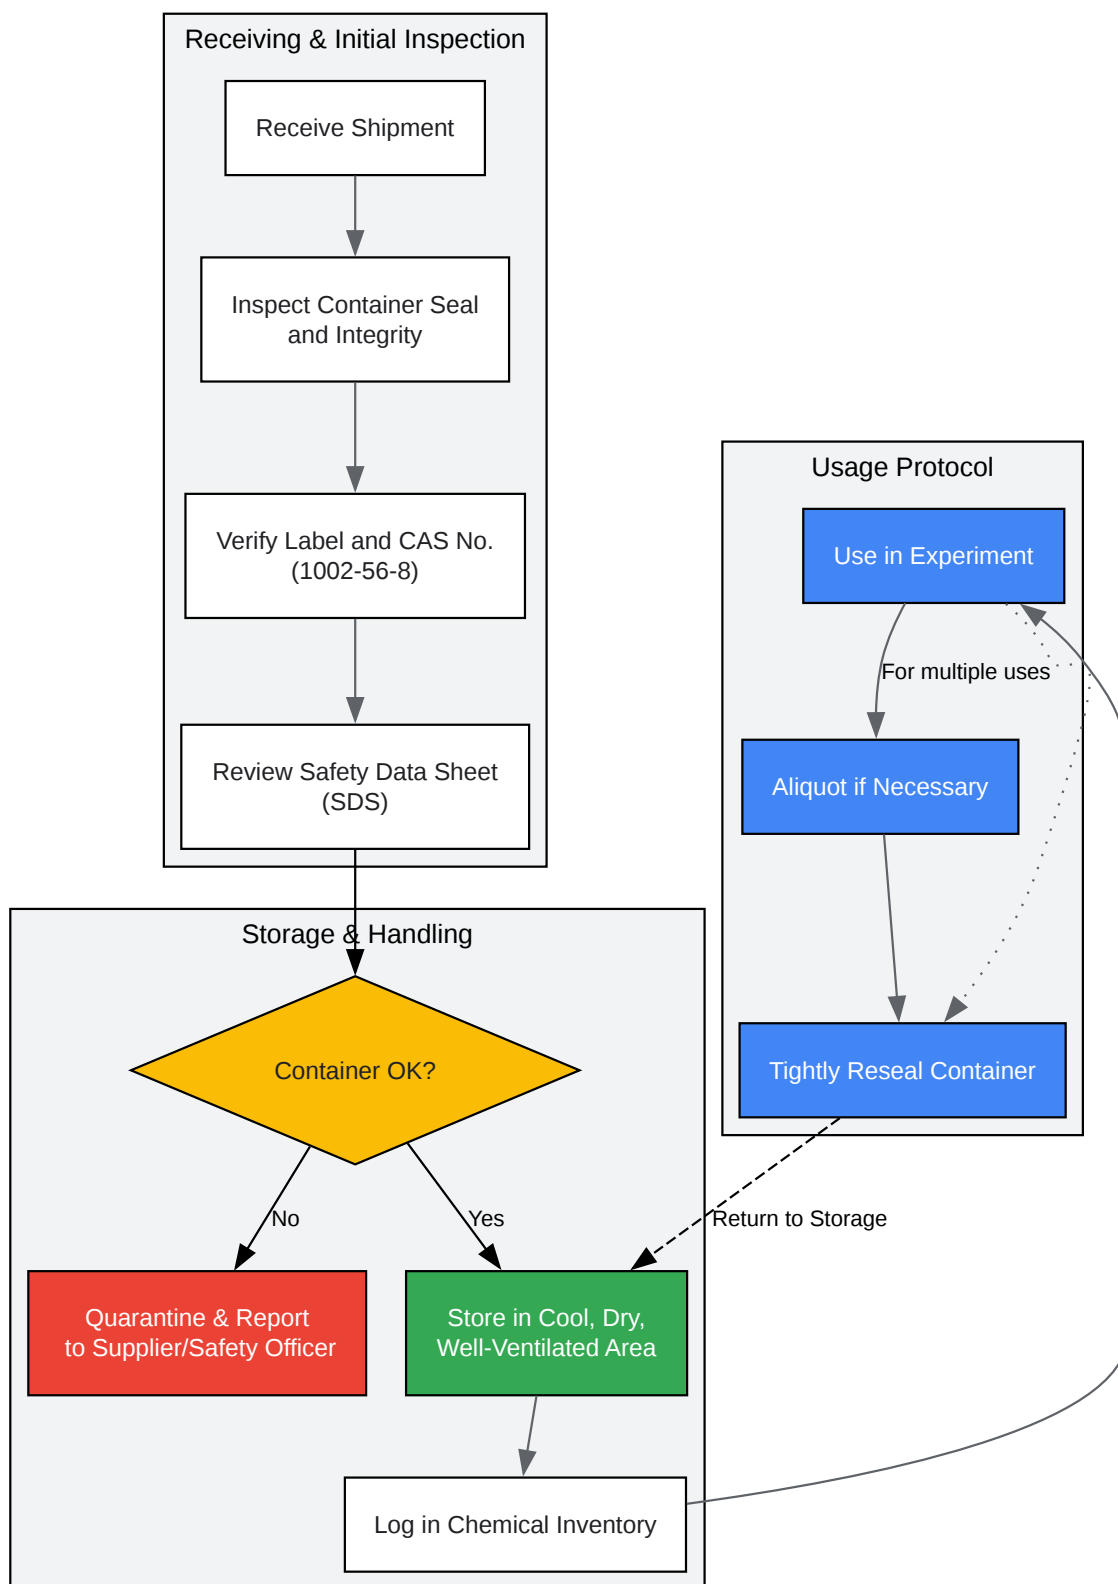 Receiving & Initial Inspection
Receive Shipment
Inspect Container Seal
and Integrity
Verify Label and CAS No.
(1002-56-8)
Review Safety Data Sheet
(SDS)
Usage Protocol
Use in Experiment
For multiple uses
Aliquot if Necessary
Tightly Reseal Container
Return to Storage
Storage & Handling
Container OK?
No
Yes
Quarantine & Report
to Supplier/Safety Officer
Store in Cool, Dry,
Well-Ventilated Area
Log in Chemical Inventory